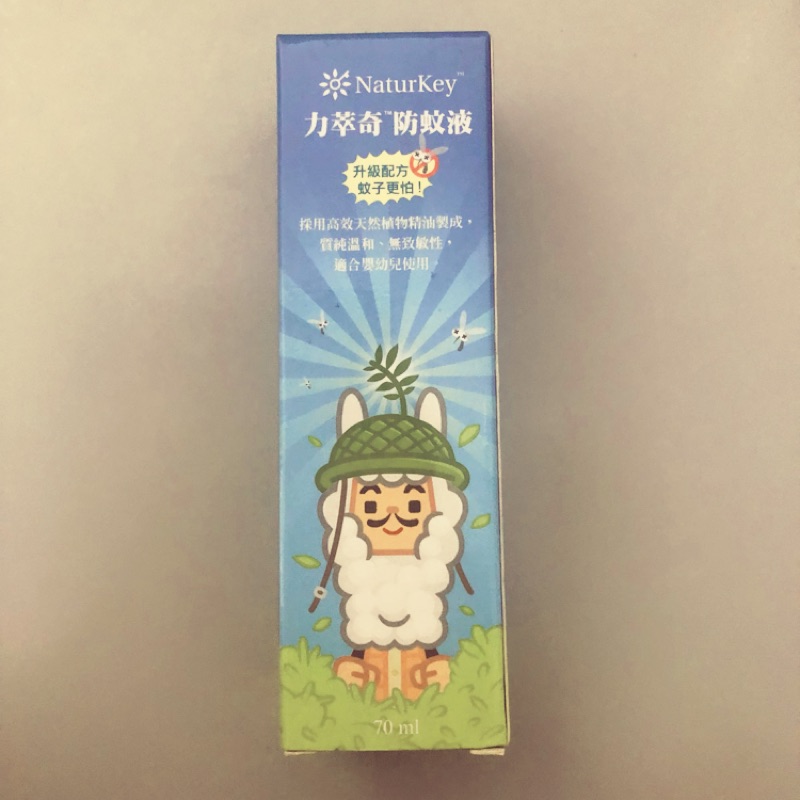 NaturKey™
力萃奇™防蚊液
升級配方
蚊子更怕！
採用高效天然植物精油製成，
質純溫和、無致敏性，
適合嬰幼兒使用。
70 ml